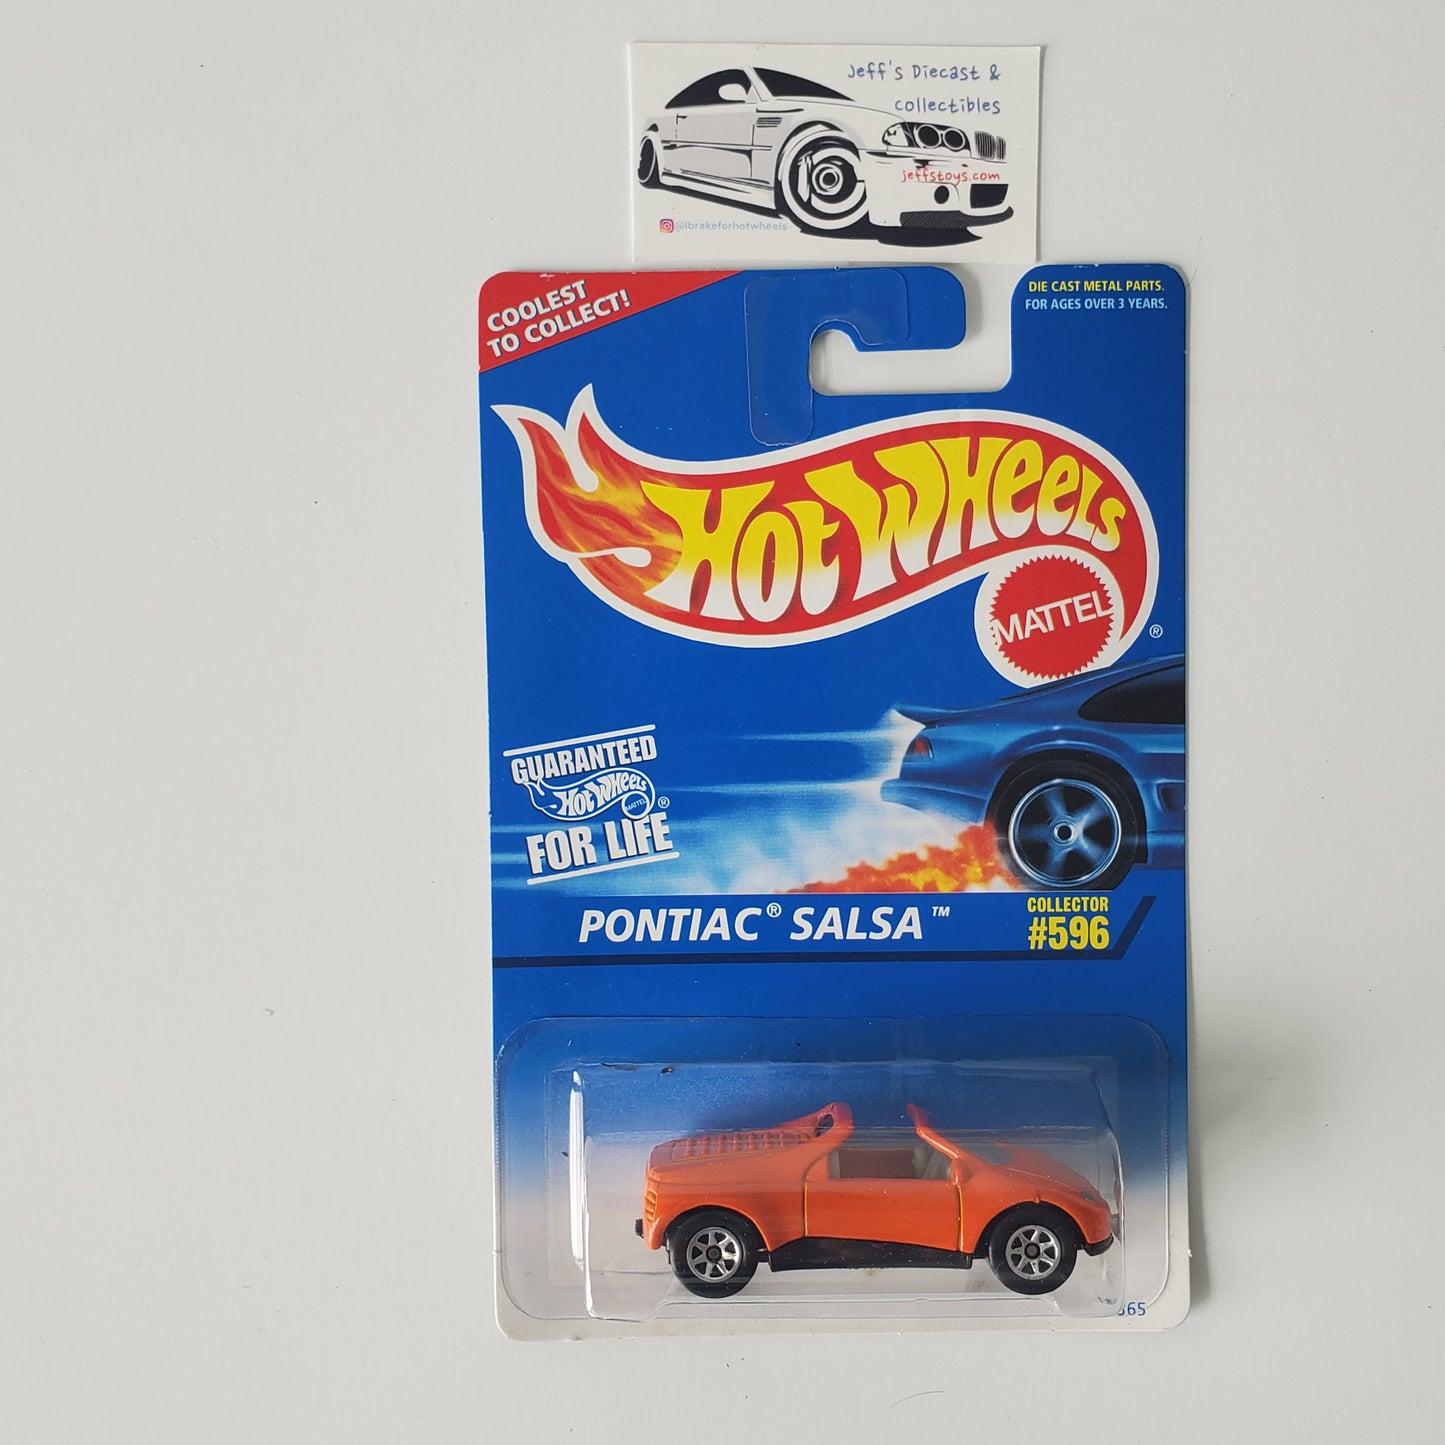 Jeff's Diecast &
collectibles
jeffstoys.com
@ibrakeforhotwheels
COOLEST
TO COLLECT!
DIE CAST METAL PARTS.
FOR AGES OVER 3 YEARS.
HOT WHEELS
MATTEL
®
GUARANTEED
HOT WHEELS
MATTEL ®
FOR LIFE
PONTIAC® SALSA™
COLLECTOR
#596